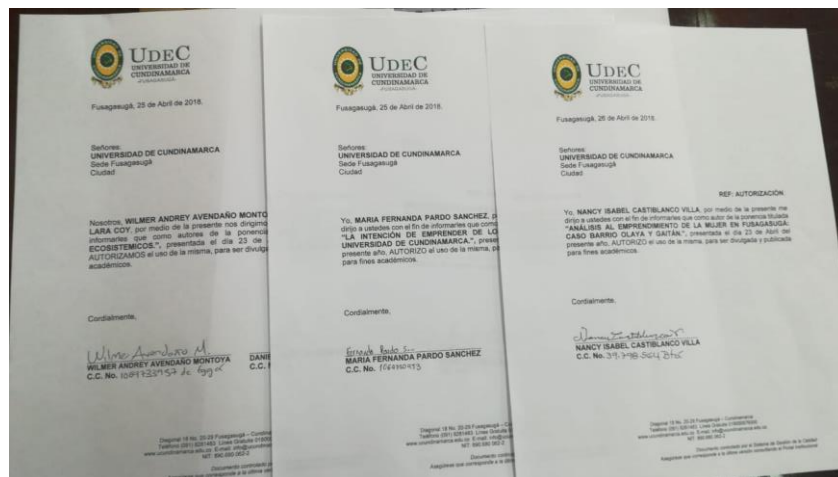 UDEC
UNIVERSIDAD DE
CUNDINAMARCA
-FUSAGASUGÁ-
Fusagasugá, 25 de Abril de 2018.
Señores:
UNIVERSIDAD DE CUNDINAMARCA
Sede Fusagasugá
Ciudad
Nosotros, WILMER ANDREY AVENDAÑO MONTO
LARA COY, por medio de la presente nos dirigimo
informarles que como autores de la ponencia
ECOSISTEMICOS.", presentada el día 23 de
AUTORIZAMOS el uso de la misma, para ser divulga
académicos.
Cordialmente,
Wilmer Avendaño M.
WILMER ANDREY AVENDAÑO MONTOYA
C.C. No.
DANIE
C.C. N
UDEC
UNIVERSIDAD DE
CUNDINAMARCA
-FUSAGASUGÁ-
Fusagasugá, 25 de Abril de 2018.
Señores:
UNIVERSIDAD DE CUNDINAMARCA
Sede Fusagasugá
Ciudad
Yo, MARIA FERNANDA PARDO SANCHEZ, p
dirijo a ustedes con el fin de informarles que como
"LA INTENCIÓN DE EMPRENDER DE LO
UNIVERSIDAD DE CUNDINAMARCA.", prese
presente año, AUTORIZO el uso de la misma, pa
para fines académicos.
Cordialmente,
MARIA FERNANDA PARDO SANCHEZ
C.C. No.
UDEC
UNIVERSIDAD DE
CUNDINAMARCA
-FUSAGASUGÁ-
Fusagasugá, 26 de Abril de 2018.
Señores:
UNIVERSIDAD DE CUNDINAMARCA
Sede Fusagasugá
Ciudad
REF: AUTORIZACIÓN
Yo, NANCY ISABEL CASTIBLANCO VILLA, por medio de la presente me
dirijo a ustedes con el fin de informarles que como autor de la ponencia titulada
"ANÁLISIS AL EMPRENDIMIENTO DE LA MUJER EN FUSAGASUGÁ:
CASO BARRIO OLAYA Y GAITÁN.", presentada el día 23 de Abril del
presente año, AUTORIZO el uso de la misma, para ser divulgada y publicada
para fines académicos.
Cordialmente,
NANCY ISABEL CASTIBLANCO VILLA
C.C. No.